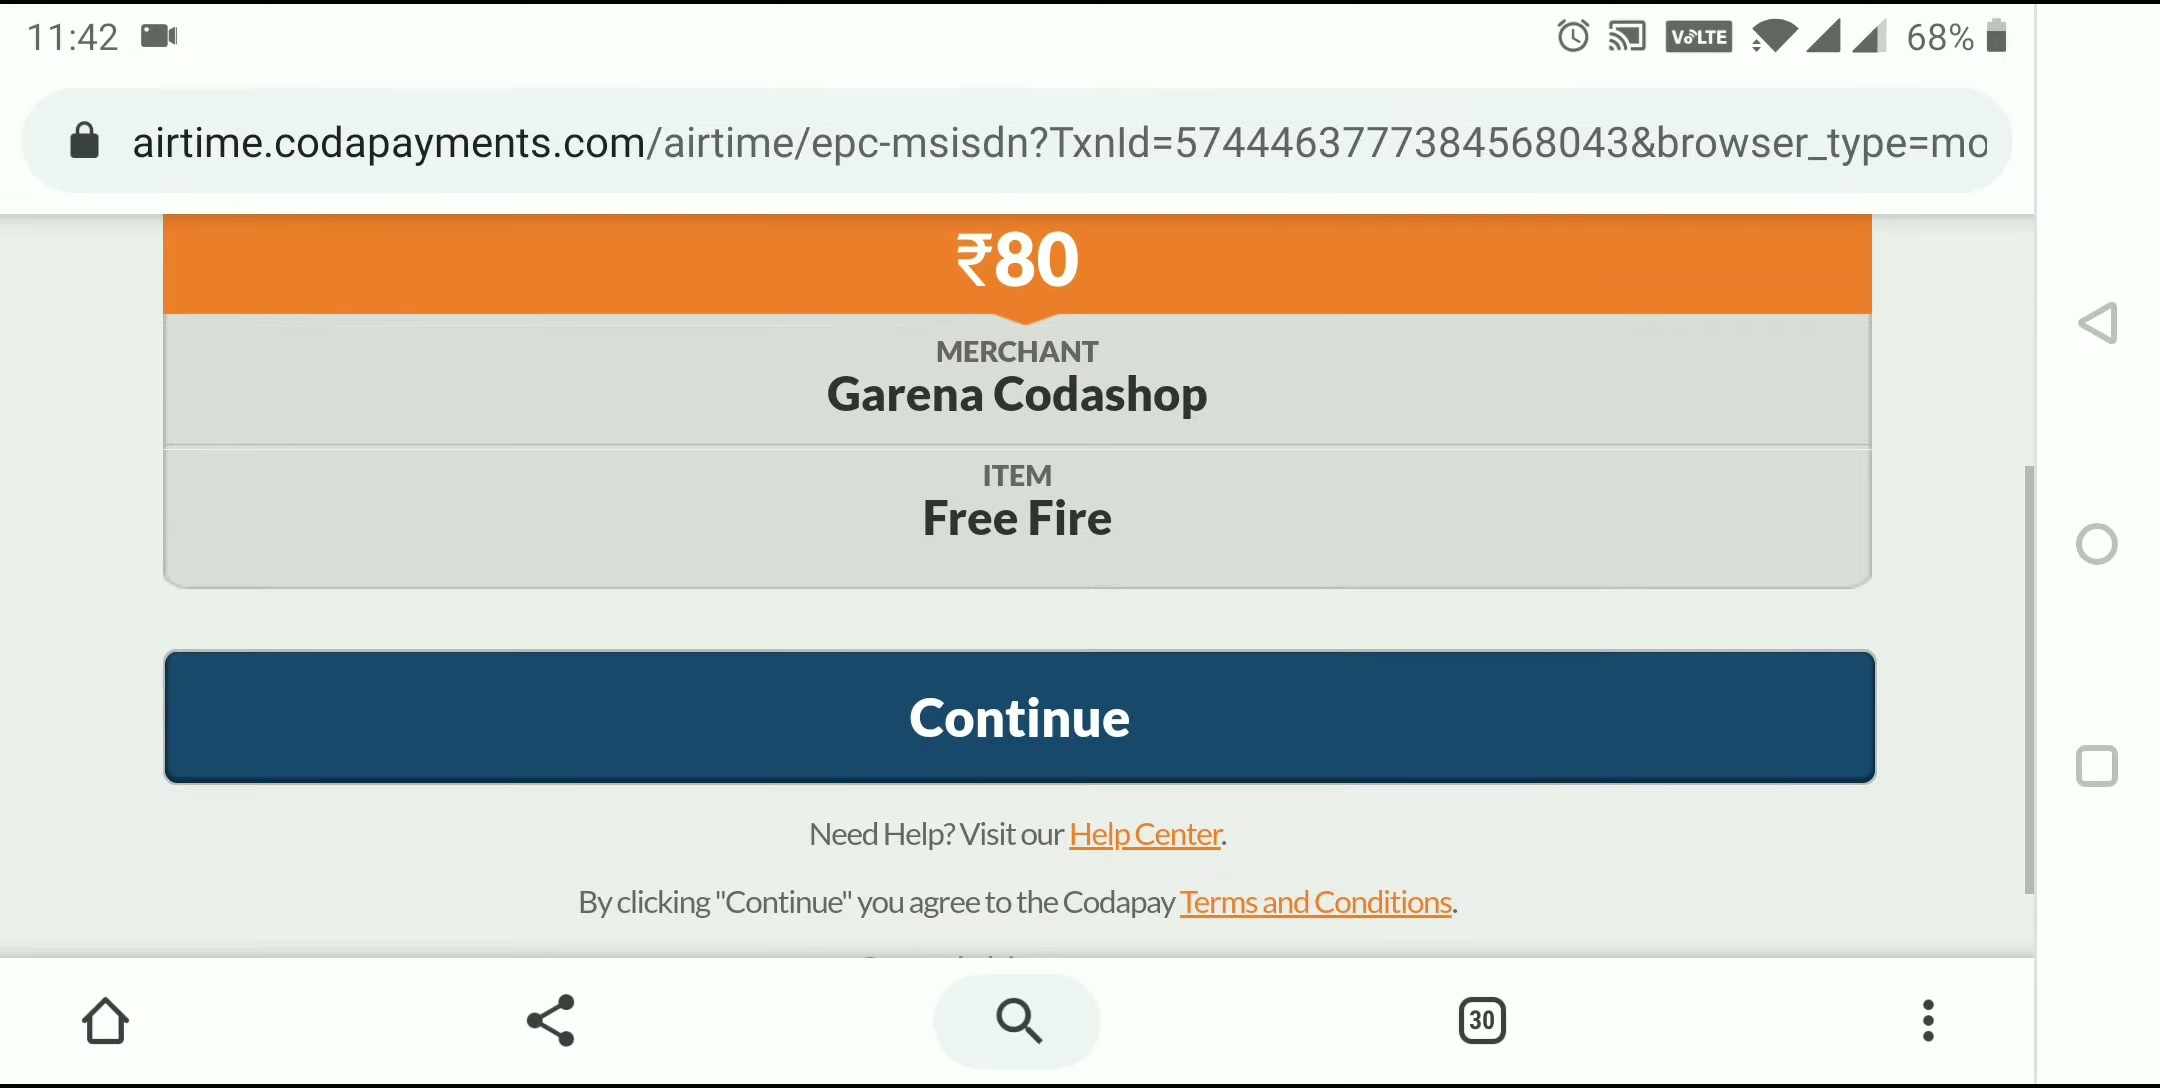 11:42
VoLTE
68%
airtime.codapayments.com/airtime/epc-msisdn?TxnId=5744463777384568043&browser_type=mo
₹80
MERCHANT
Garena Codashop
ITEM
Free Fire
Continue
Need Help? Visit our Help Center.
By clicking "Continue" you agree to the Codapay Terms and Conditions.
30